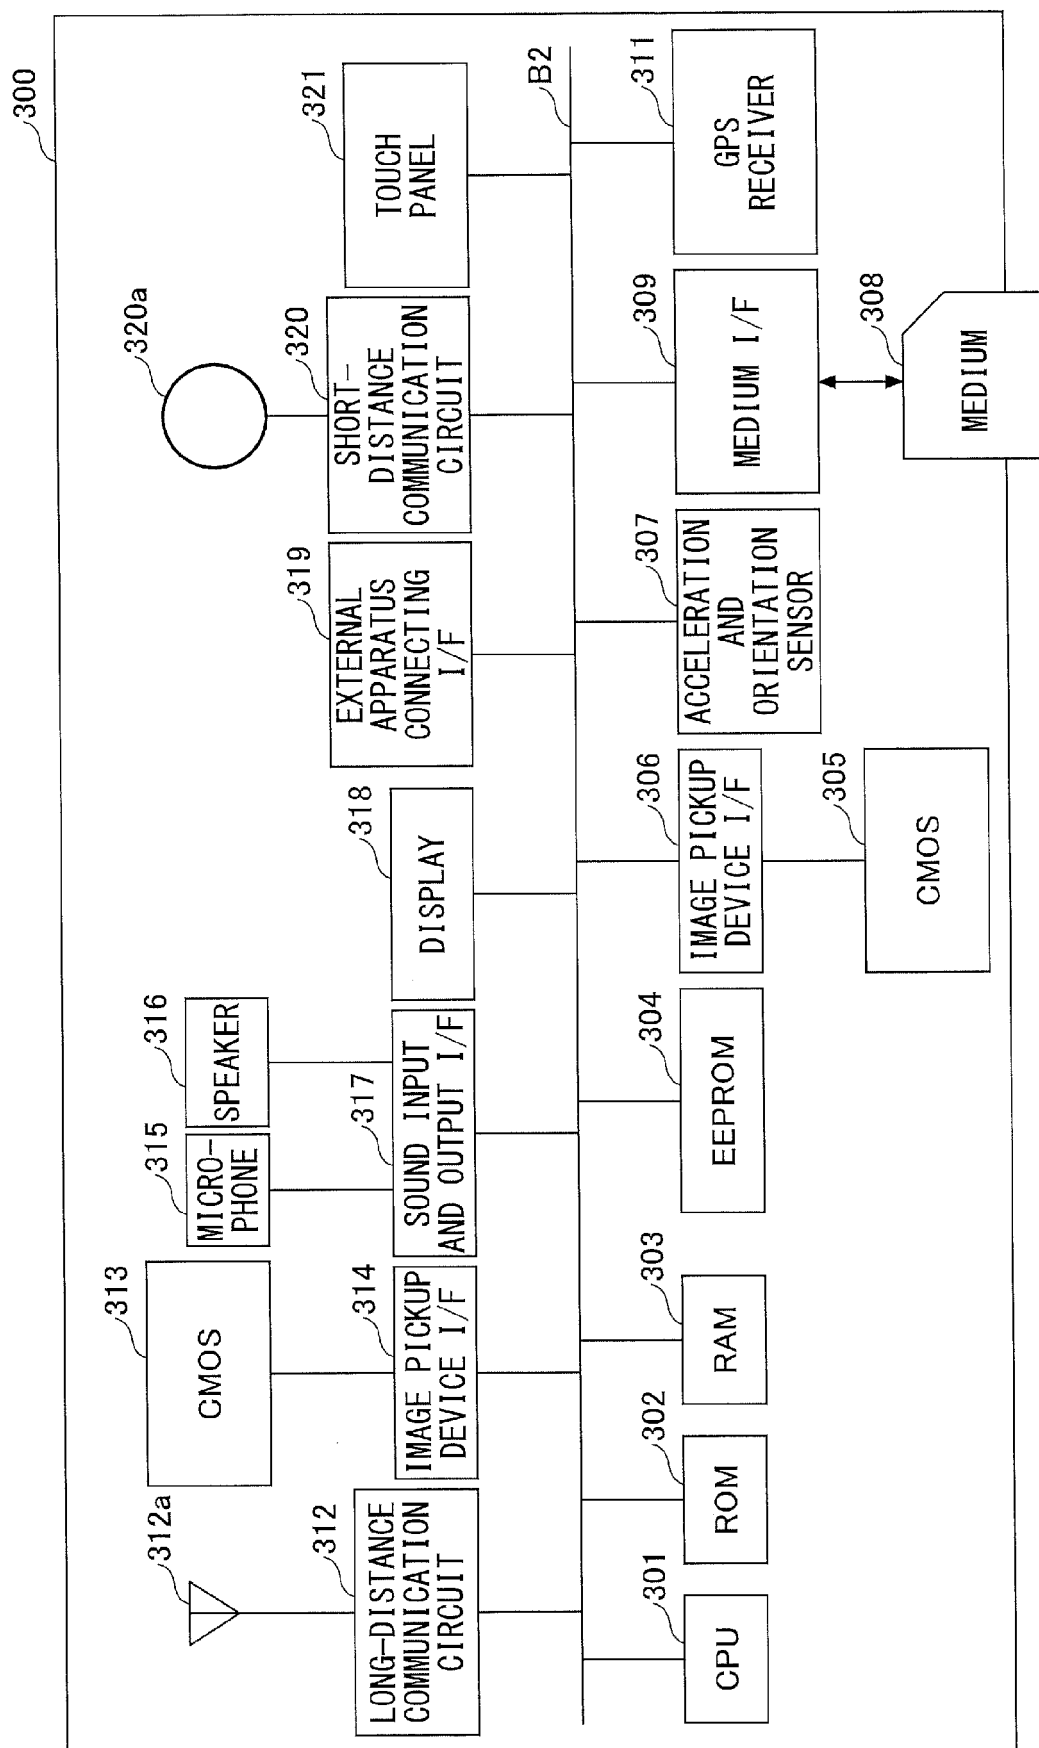 300
312a
312
LONG-DISTANCE
COMMUNICATION
CIRCUIT
313
CMOS
314
IMAGE PICKUP
DEVICE I/F
315
MICRO-
PHONE
316
SPEAKER
317
SOUND INPUT
AND OUTPUT I/F
318
DISPLAY
319
EXTERNAL
APPARATUS
CONNECTING
I/F
320a
320
SHORT-
DISTANCE
COMMUNICATION
CIRCUIT
321
TOUCH
PANEL
B2
301
CPU
302
ROM
303
RAM
304
EEPROM
306
IMAGE PICKUP
DEVICE I/F
305
CMOS
307
ACCELERATION
AND
ORIENTATION
SENSOR
309
MEDIUM I/F
308
MEDIUM
311
GPS
RECEIVER